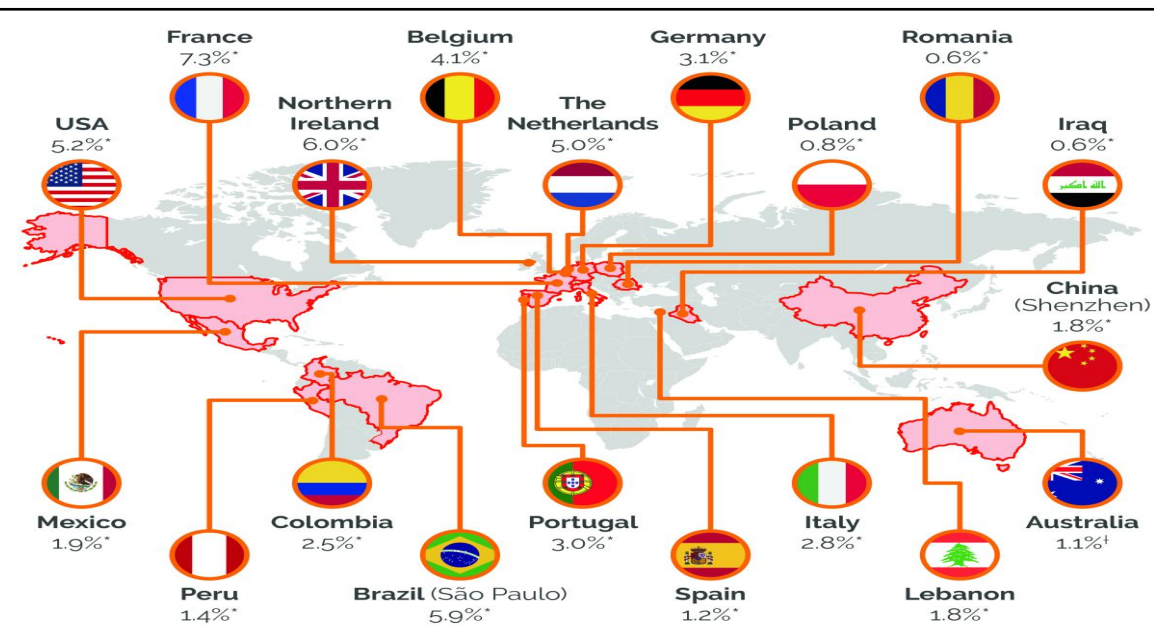 France
7.3%*
Belgium
4.1%*
Germany
3.1%*
Romania
0.6%*
USA
5.2%*
Northern
Ireland
6.0%*
The
Netherlands
5.0%*
Poland
0.8%*
Iraq
0.6%*
China
(Shenzhen)
1.8%*
Mexico
1.9%*
Colombia
2.5%*
Portugal
3.0%*
Italy
2.8%*
Australia
1.1%ƚ
Peru
1.4%*
Brazil (São Paulo)
5.9%*
Spain
1.2%*
Lebanon
1.8%*